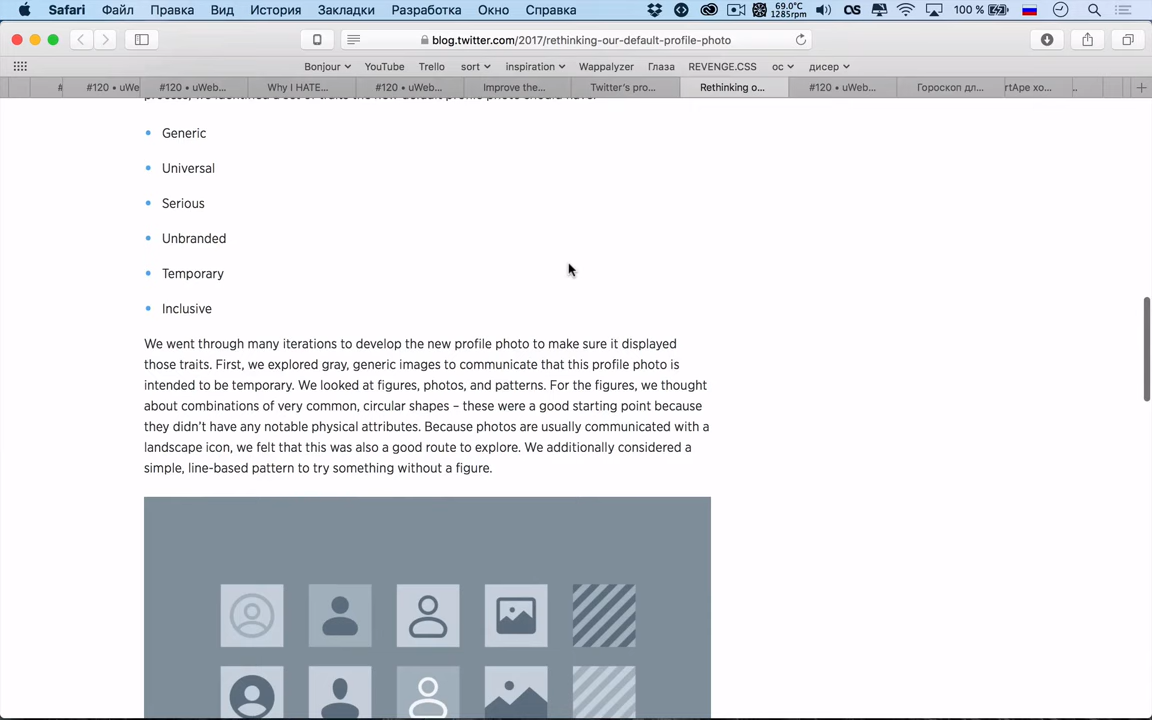 Safari Файл Правка Вид История Закладки Разработка Окно Справка 69.0°C 1285rpm 100 %
blog.twitter.com/2017/rethinking-our-default-profile-photo
Bonjour YouTube Trello sort inspiration Wappalyzer Глаза REVENGE.CSS ос дисер
# #120 • uWe #120 • uWeb... Why I HATE... #120 • uWeb... Improve the... Twitter's pro... Rethinking o... #120 • uWeb... Гороскоп дл... rtApe хо...
Generic
Universal
Serious
Unbranded
Temporary
Inclusive
We went through many iterations to develop the new profile photo to make sure it displayed
those traits. First, we explored gray, generic images to communicate that this profile photo is
intended to be temporary. We looked at figures, photos, and patterns. For the figures, we thought
about combinations of very common, circular shapes – these were a good starting point because
they didn't have any notable physical attributes. Because photos are usually communicated with a
landscape icon, we felt that this was also a good route to explore. We additionally considered a
simple, line-based pattern to try something without a figure.